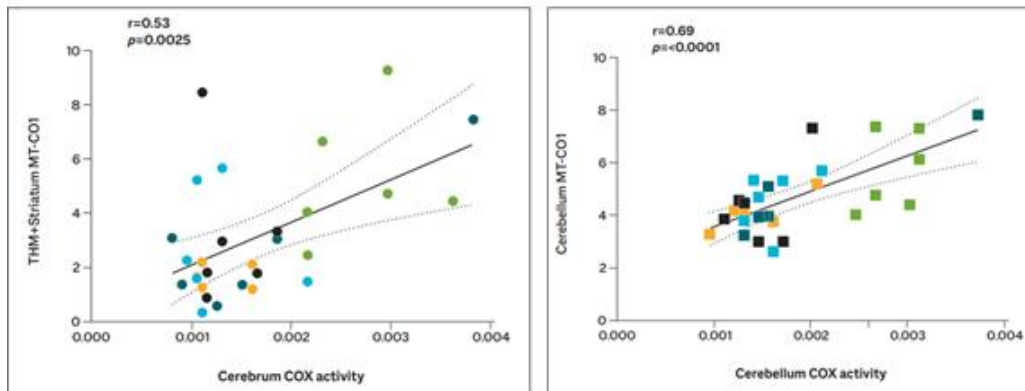 r=0.53
p=0.0025
10
8
6
4
2
0
THM+Striatum MT-CO1
0.000 0.001 0.002 0.003 0.004
Cerebrum COX activity
r=0.69
p=<0.0001
10
8
6
4
2
0
Cerebellum MT-CO1
0.000 0.001 0.002 0.003 0.004
Cerebellum COX activity